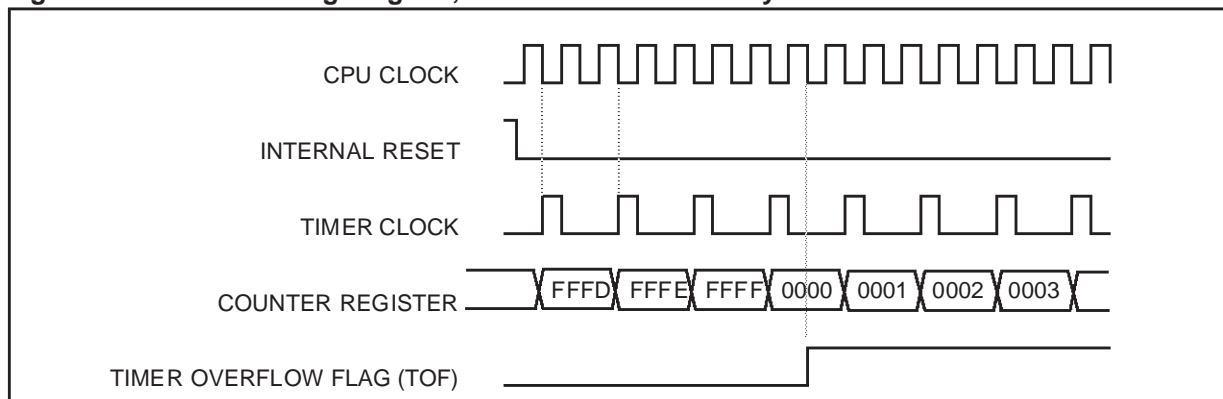 CPU CLOCK
INTERNAL RESET
TIMER CLOCK
COUNTER REGISTER FFFD FFFE FFFF 0000 0001 0002 0003
TIMER OVERFLOW FLAG (TOF)